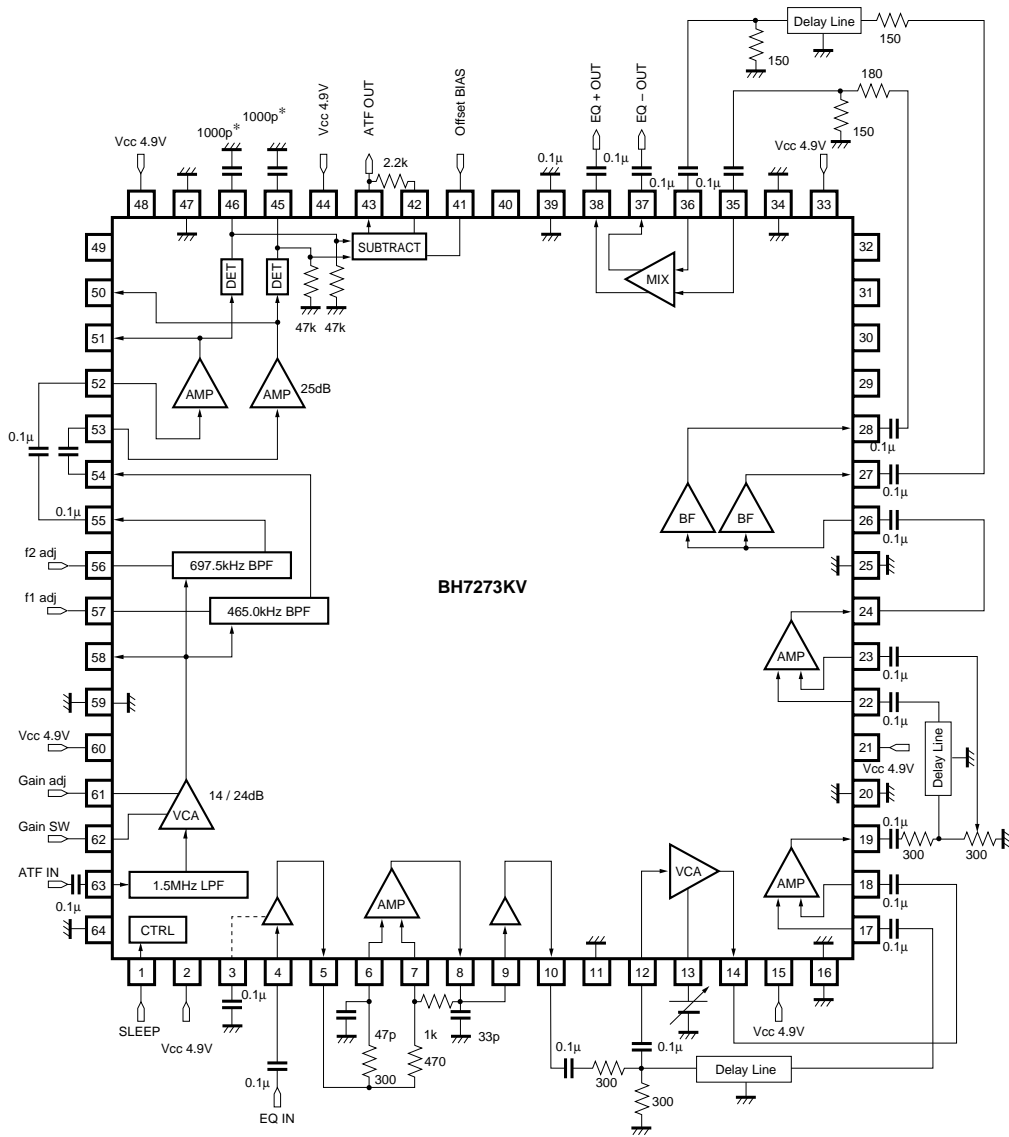 Delay Line
150
150
180
150
Vcc 4.9V
1000p*
1000p*
Vcc 4.9V
ATF OUT
2.2k
Offset BIAS
0.1μ
EQ + OUT
0.1μ
EQ − OUT
0.1μ
0.1μ
Vcc 4.9V
48 47 46 45 44 43 42 41 40 39 38 37 36 35 34 33
49
50
51
52
53
54
55
56
57
58
59
60
61
62
63
64
32
31
30
29
28
27
26
25
24
23
22
21
20
19
18
17
SUBTRACT
DET
DET
47k
47k
MIX
AMP
AMP
25dB
0.1μ
0.1μ
f2 adj
697.5kHz BPF
f1 adj
465.0kHz BPF
BH7273KV
BF
BF
0.1μ
0.1μ
0.1μ
AMP
0.1μ
0.1μ
Delay Line
Vcc 4.9V
Vcc 4.9V
Gain adj
14 / 24dB
VCA
Gain SW
ATF IN
0.1μ
1.5MHz LPF
CTRL
AMP
VCA
AMP
0.1μ
300
300
0.1μ
0.1μ
1 2 3 4 5 6 7 8 9 10 11 12 13 14 15 16
SLEEP
Vcc 4.9V
0.1μ
0.1μ
EQ IN
47p
300
1k
470
33p
0.1μ
300
0.1μ
300
Delay Line
Vcc 4.9V